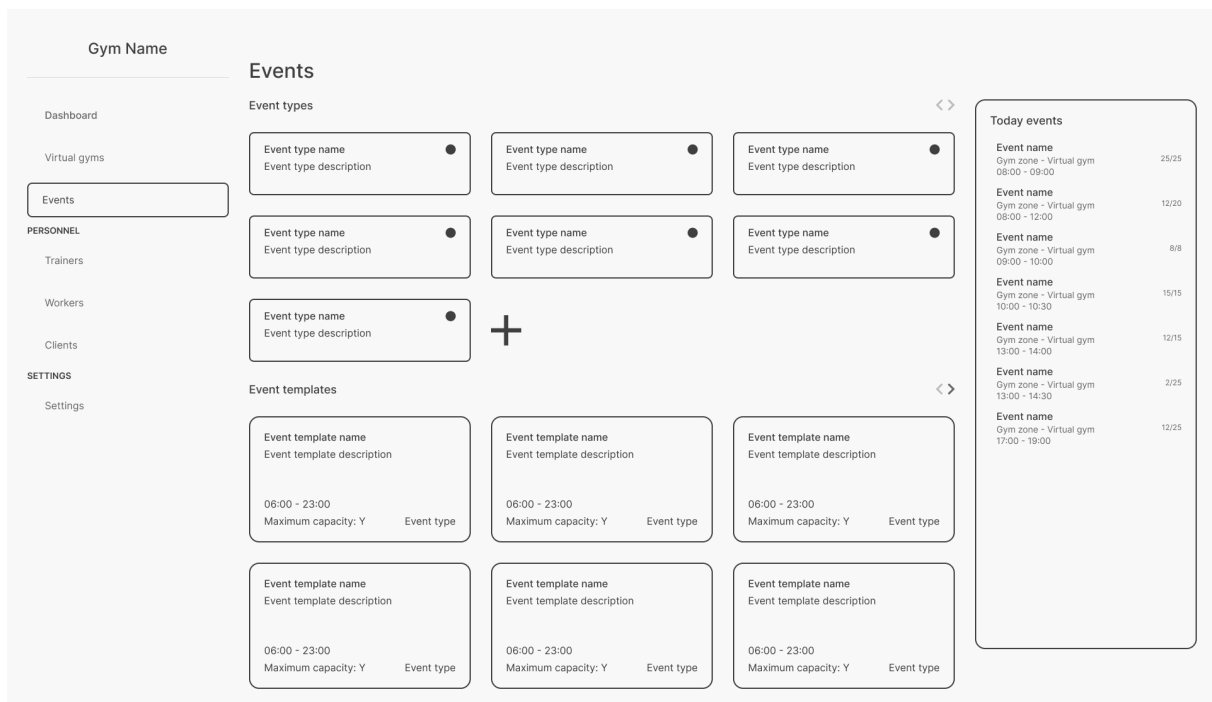 Gym Name
Dashboard
Virtual gyms
Events
PERSONNEL
Trainers
Workers
Clients
SETTINGS
Settings
Events
Event types
Event type name
Event type description
Event type name
Event type description
Event type name
Event type description
Event type name
Event type description
Event type name
Event type description
Event type name
Event type description
Event type name
Event type description
Event templates
Event template name
Event template description
06:00 - 23:00
Maximum capacity: Y Event type
Event template name
Event template description
06:00 - 23:00
Maximum capacity: Y Event type
Event template name
Event template description
06:00 - 23:00
Maximum capacity: Y Event type
Event template name
Event template description
06:00 - 23:00
Maximum capacity: Y Event type
Event template name
Event template description
06:00 - 23:00
Maximum capacity: Y Event type
Event template name
Event template description
06:00 - 23:00
Maximum capacity: Y Event type
Today events
Event name
Gym zone - Virtual gym 25/25
08:00 - 09:00
Event name
Gym zone - Virtual gym 12/20
08:00 - 12:00
Event name
Gym zone - Virtual gym 8/8
09:00 - 10:00
Event name
Gym zone - Virtual gym 15/15
10:00 - 10:30
Event name
Gym zone - Virtual gym 12/15
13:00 - 14:00
Event name
Gym zone - Virtual gym 2/25
13:00 - 14:30
Event name
Gym zone - Virtual gym 12/25
17:00 - 19:00